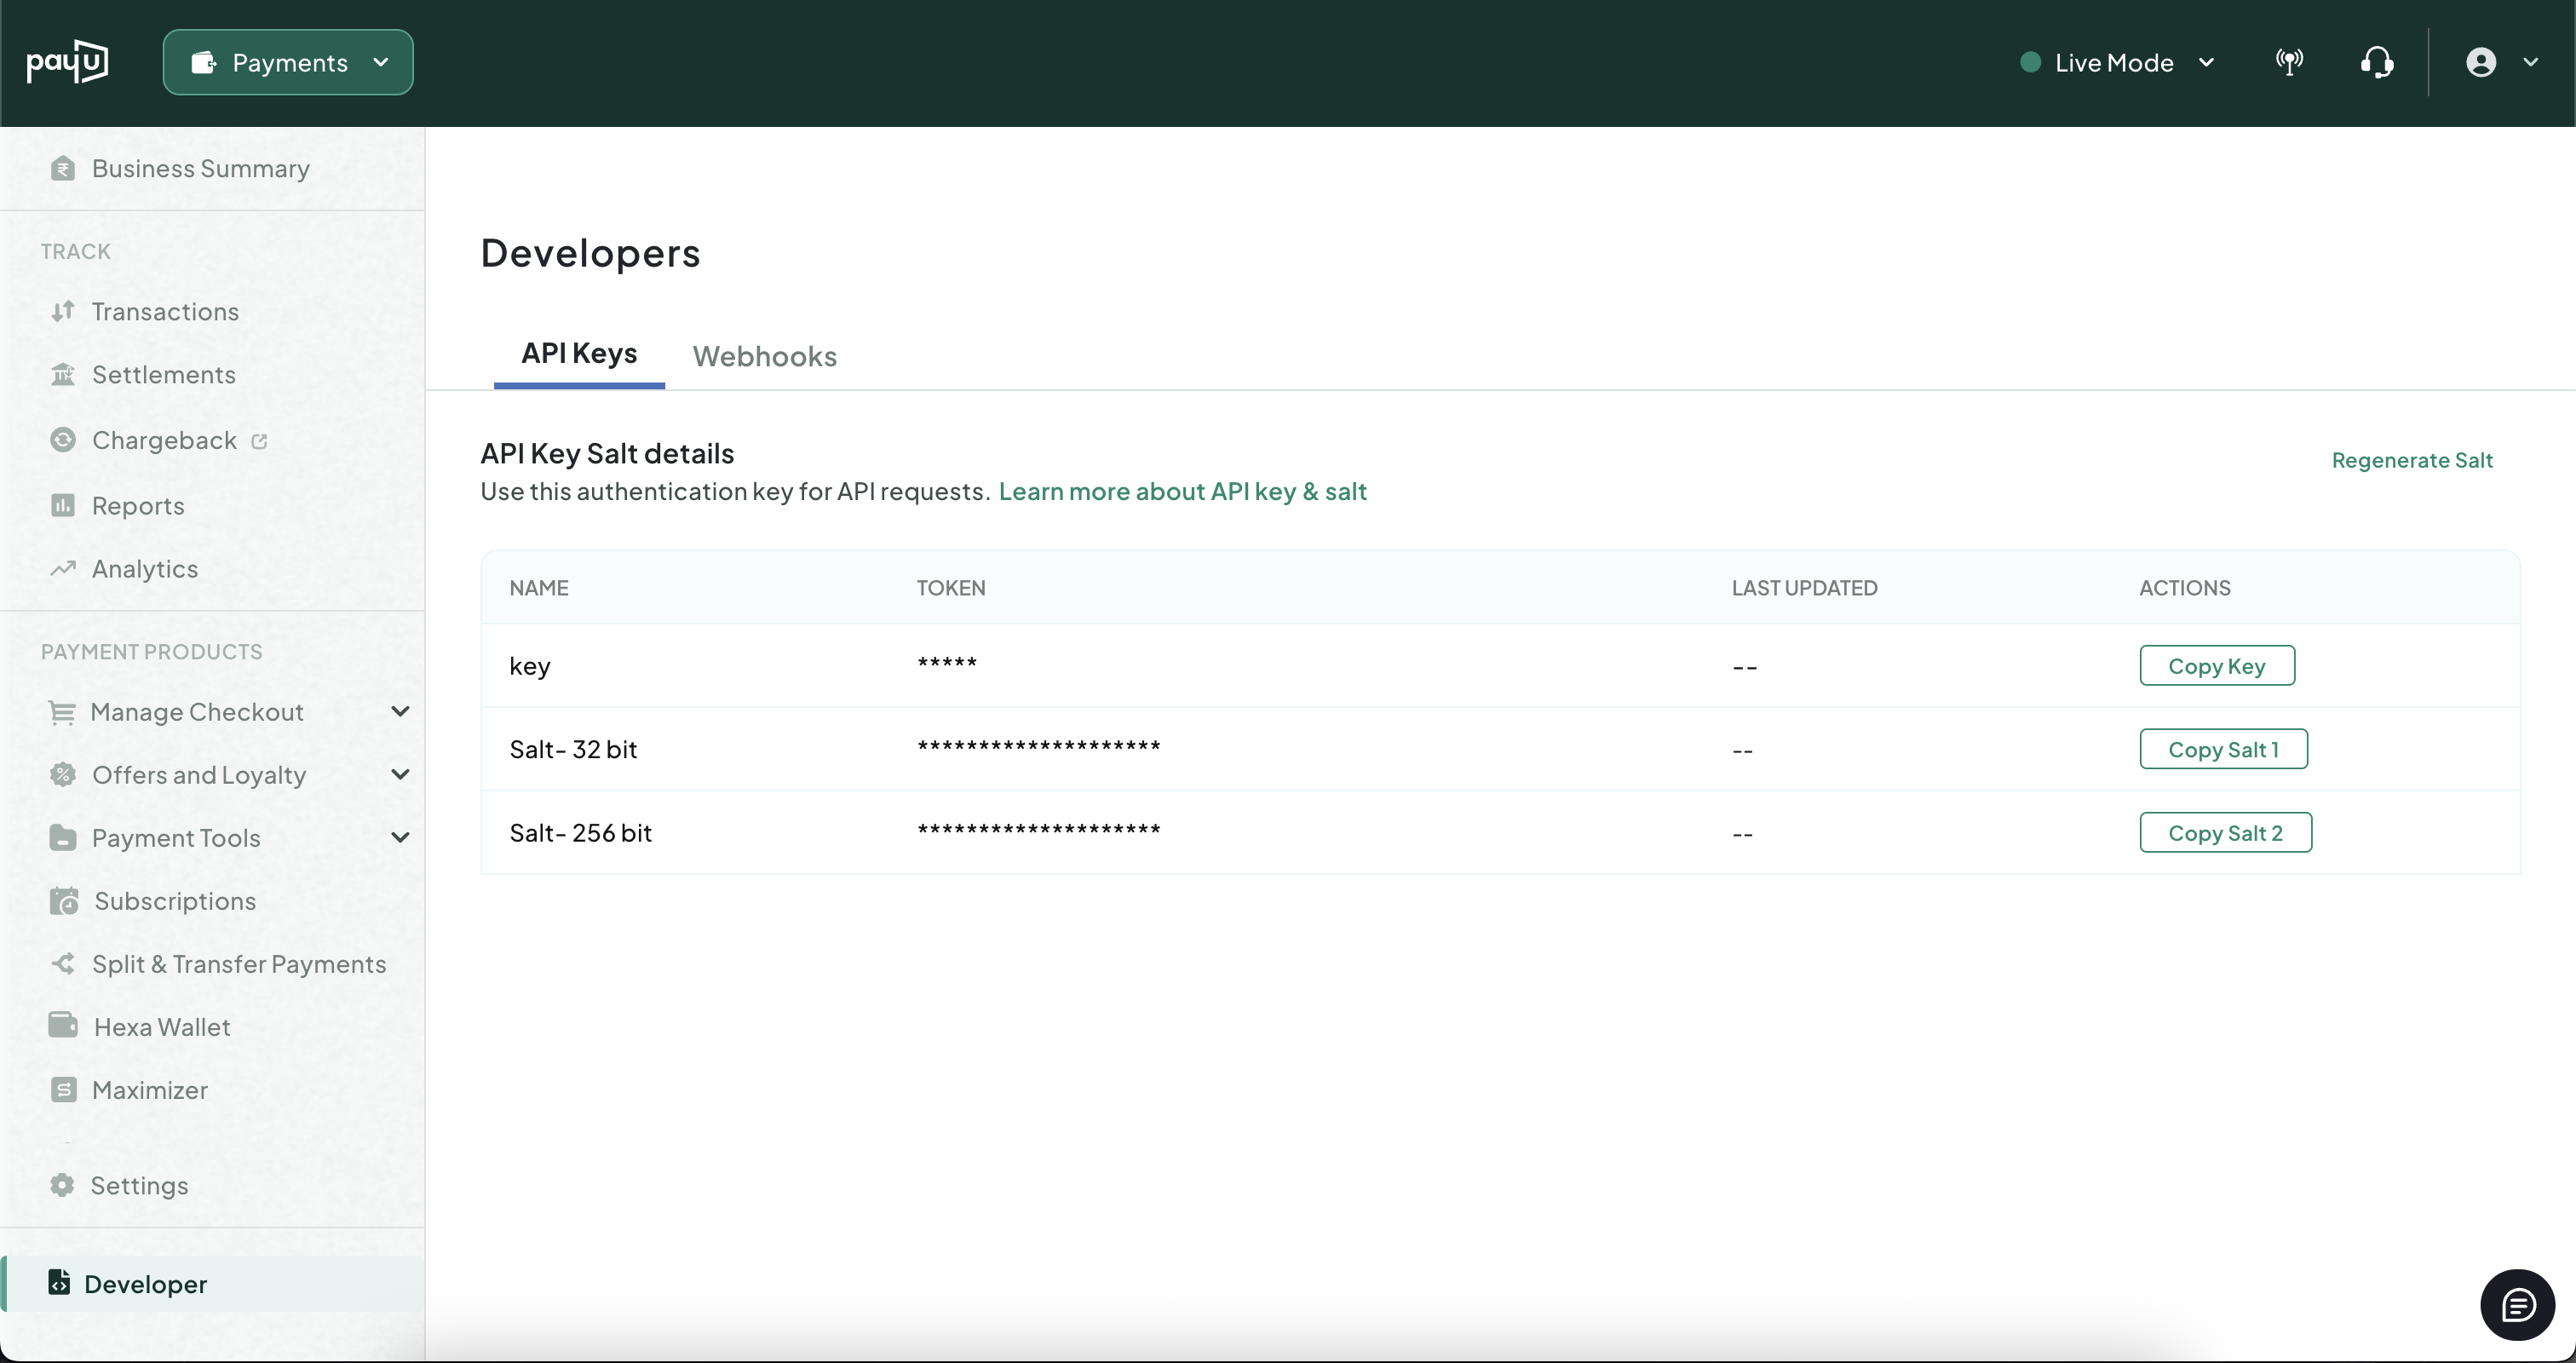 payu
Payments
Live Mode
Business Summary
TRACK
Transactions
Settlements
Chargeback
Reports
Analytics
PAYMENT PRODUCTS
Manage Checkout
Offers and Loyalty
Payment Tools
Subscriptions
Split & Transfer Payments
Hexa Wallet
Maximizer
Settings
Developer
Developers
API Keys Webhooks
API Key Salt details
Regenerate Salt
Use this authentication key for API requests. Learn more about API key & salt
NAME TOKEN LAST UPDATED ACTIONS
key ***** -- Copy Key
Salt- 32 bit ******************** -- Copy Salt 1
Salt- 256 bit ******************** -- Copy Salt 2